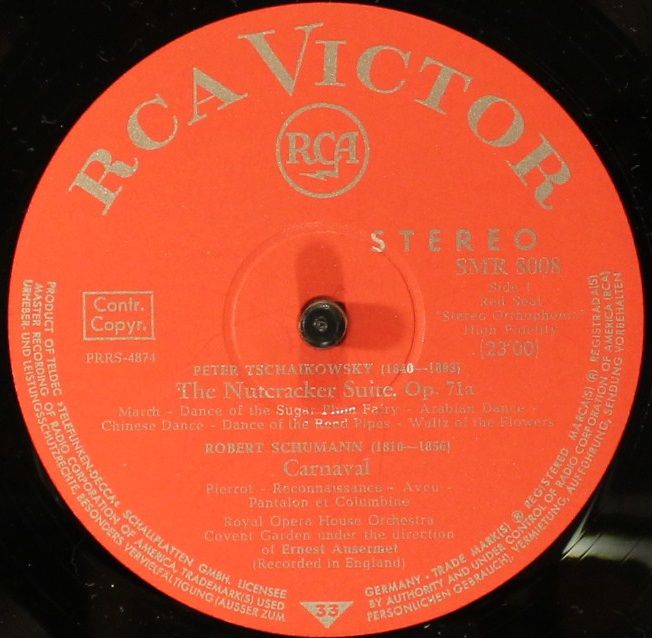 RCA VICTOR
RCA
STEREO
SMR 8008
Side 1
Red Seal
"Stereo Orthophonic"
High Fidelity
(23'00)
Contr.
Copyr.
PRRS-4874
PETER TSCHAIKOWSKY (1840—1893)
The Nutcracker Suite, Op. 71a
March - Dance of the Sugar Plum Fairy - Arabian Dance -
Chinese Dance - Dance of the Reed Pipes - Waltz of the Flowers
ROBERT SCHUMANN (1810—1856)
Carnaval
Pierrot - Reconnaissance - Aveu -
Pantalon et Colombine
Royal Opera House Orchestra
Covent Garden under the direction
of Ernest Ansermet
(Recorded in England)
33
PRODUCT OF TELDEC »TELEFUNKEN-DECCA« SCHALLPLATTEN GMBH. LICENSEE
MASTER RECORDING OF RADIO CORPORATION OF AMERICA, TRADEMARK(S) USED
URHEBER- UND LEISTUNGSSCHUTZRECHTE, BESONDERS VERVIELFÄLTIGUNG (AUSSER ZUM
GERMANY · TRADE MARK(S) ® REGISTERED MARCA(S) (R) REGISTRADA(S)
BY AUTHORITY AND UNDER CONTROL OF RADIO CORPORATION OF AMERICA (RCA)
PERSÖNLICHEN GEBRAUCH), VERMIETUNG, AUFFÜHRUNG, SENDUNG VORBEHALTEN